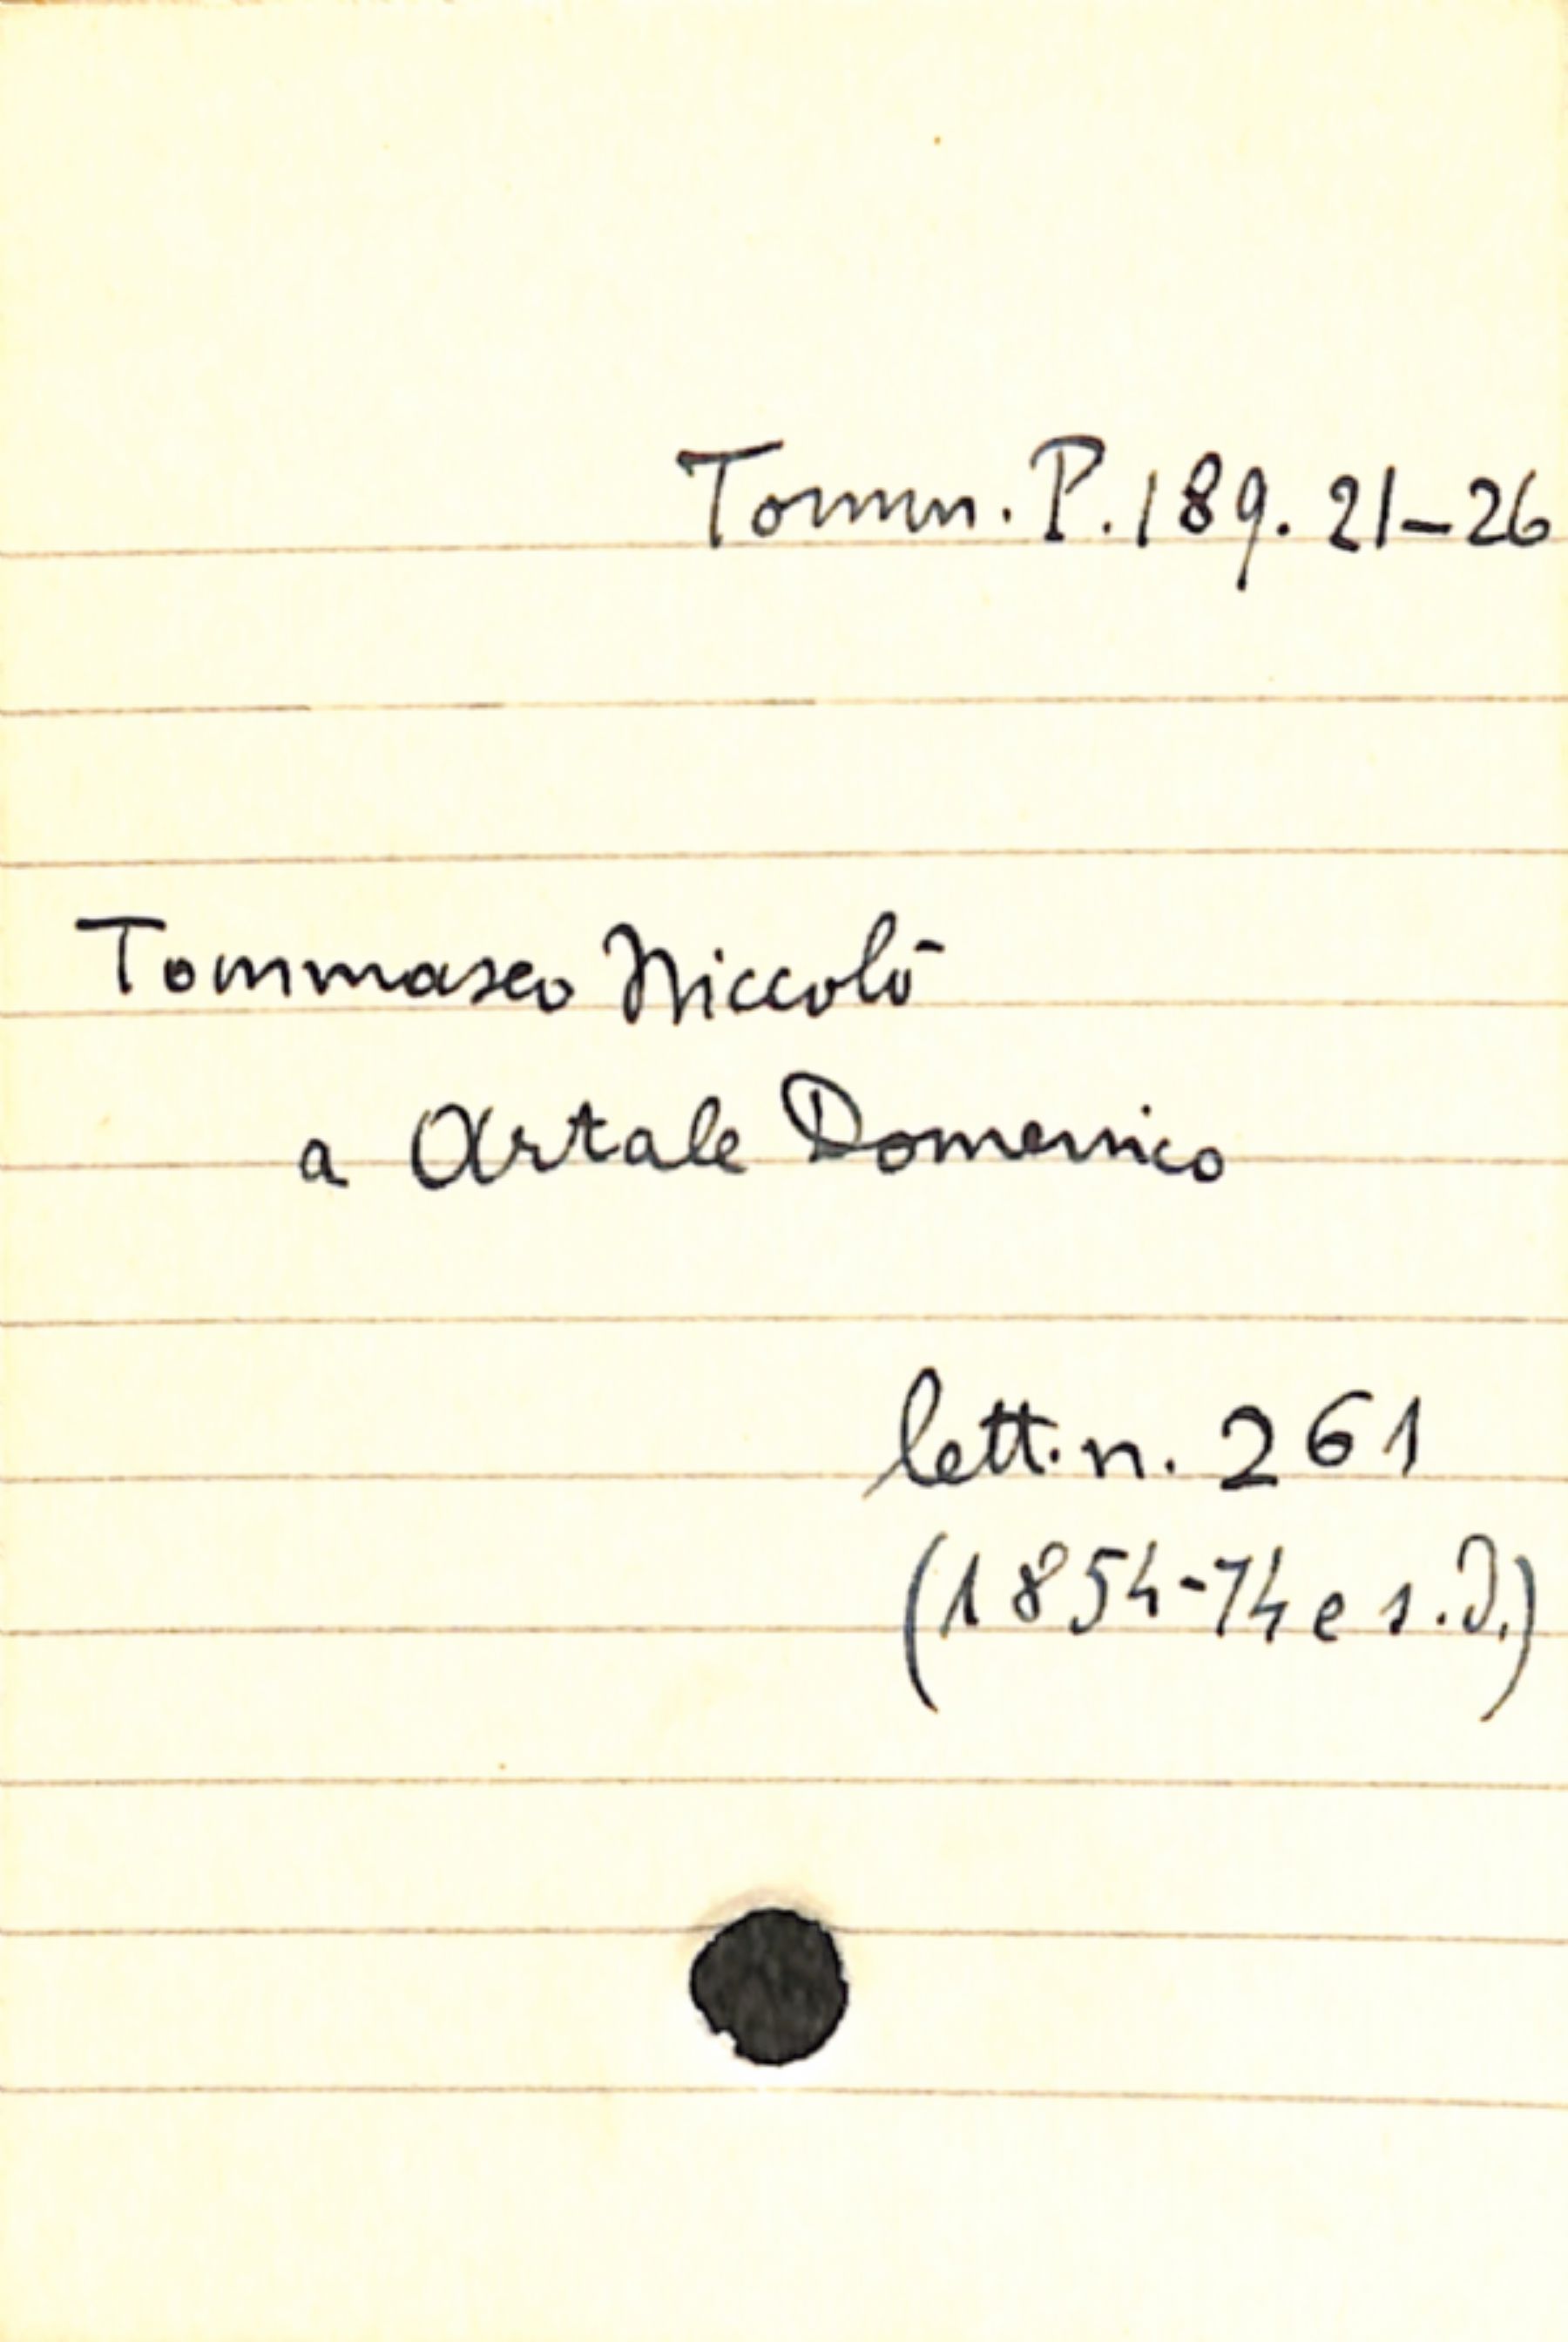 Tomm. P. 189. 21-26
Tommaseo Niccolò
a Artale Domenico
lett. n. 261
(1854-74 e s.d.)